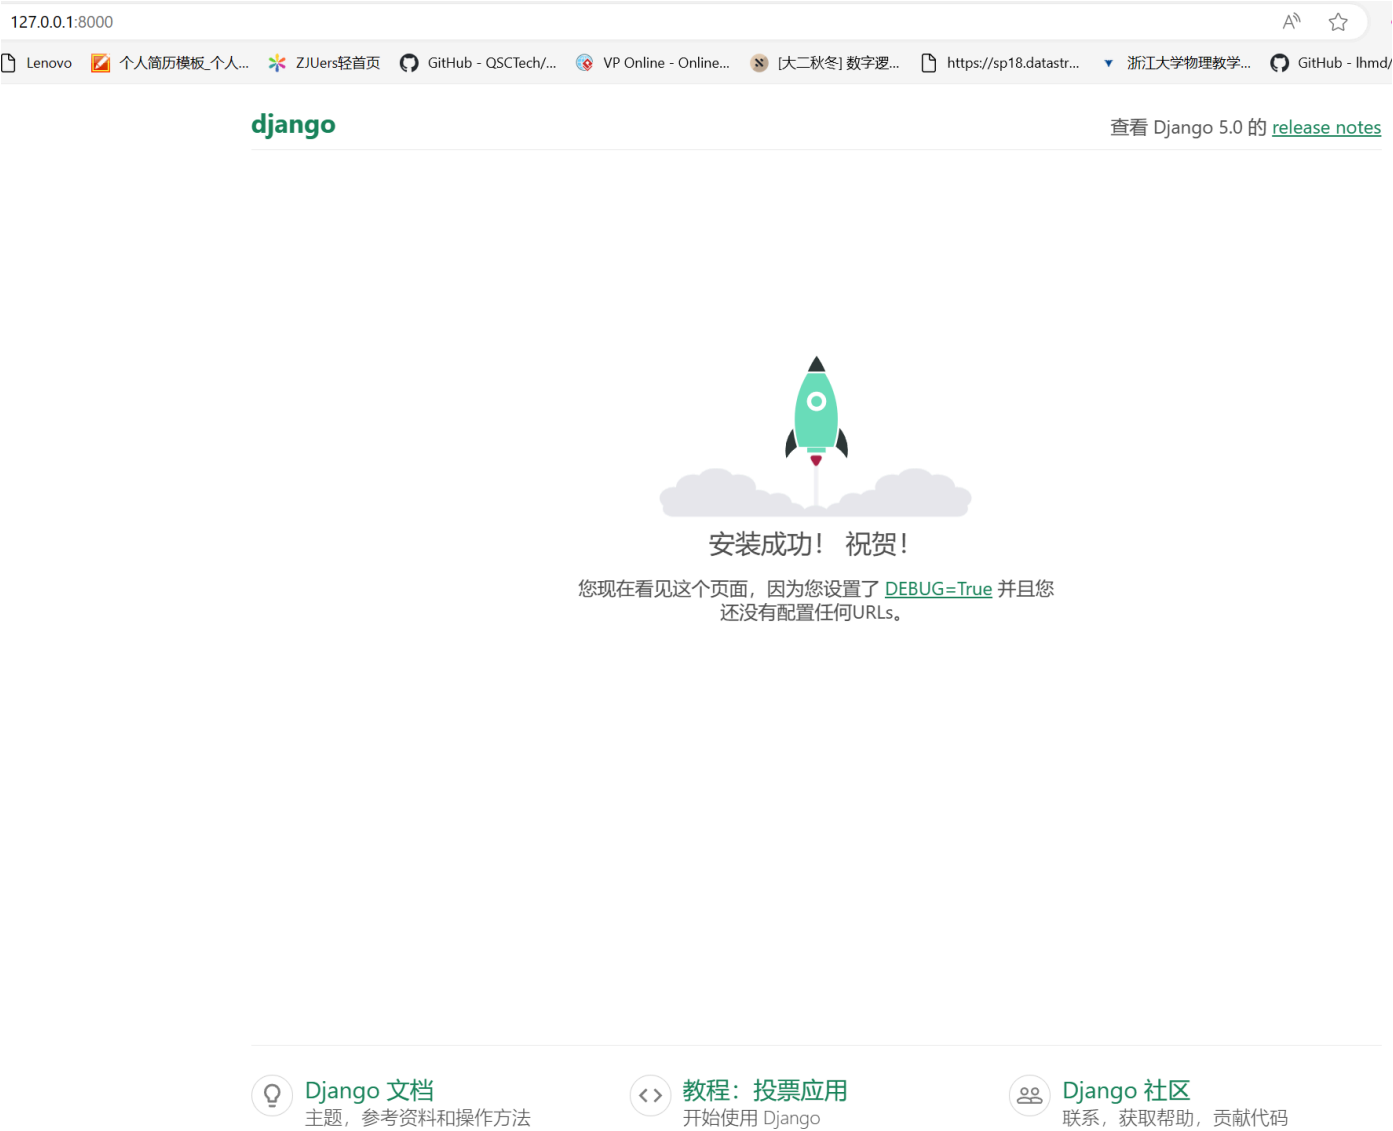 127.0.0.1:8000
Lenovo 个人简历模板_个人... ZJUers轻首页 GitHub - QSCTech/... VP Online - Online... [大二秋冬] 数字逻... https://sp18.datastr... 浙江大学物理教学... GitHub - lhmd/
django
查看 Django 5.0 的 release notes
安装成功！ 祝贺！
您现在看见这个页面，因为您设置了 DEBUG=True 并且您
还没有配置任何URLs。
Django 文档
主题，参考资料和操作方法
教程：投票应用
开始使用 Django
Django 社区
联系，获取帮助，贡献代码